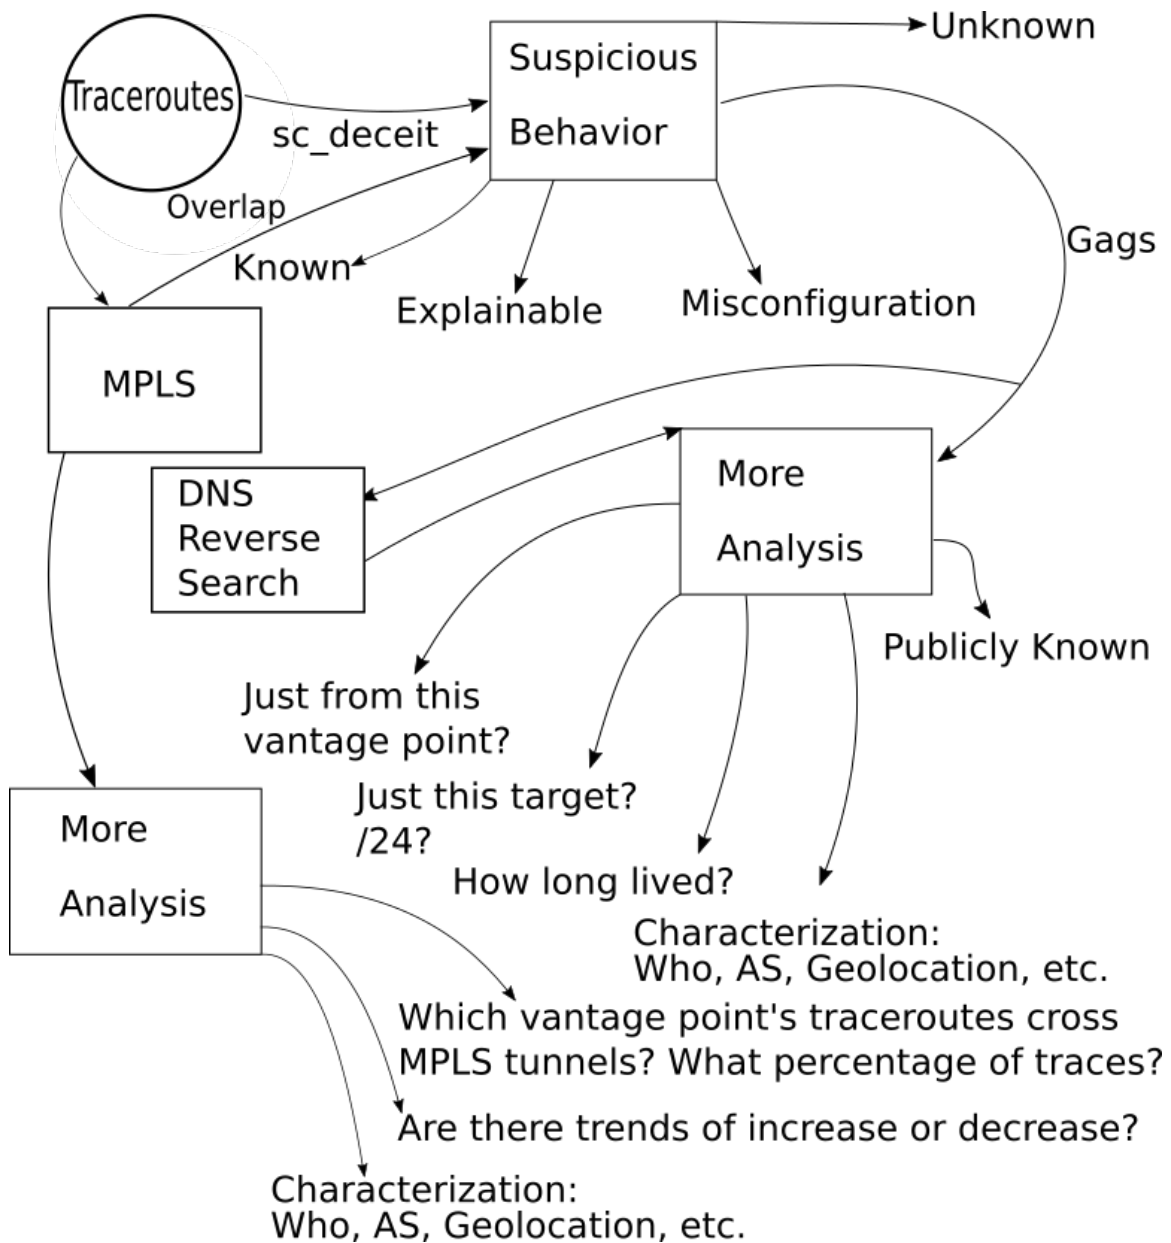 Unknown
Suspicious
Behavior
Traceroutes
sc_deceit
Overlap
Gags
Known
Explainable
Misconfiguration
MPLS
DNS
Reverse
Search
More
Analysis
Publicly Known
Just from this
vantage point?
Just this target?
/24?
How long lived?
Characterization:
Who, AS, Geolocation, etc.
More
Analysis
Which vantage point's traceroutes cross
MPLS tunnels? What percentage of traces?
Are there trends of increase or decrease?
Characterization:
Who, AS, Geolocation, etc.